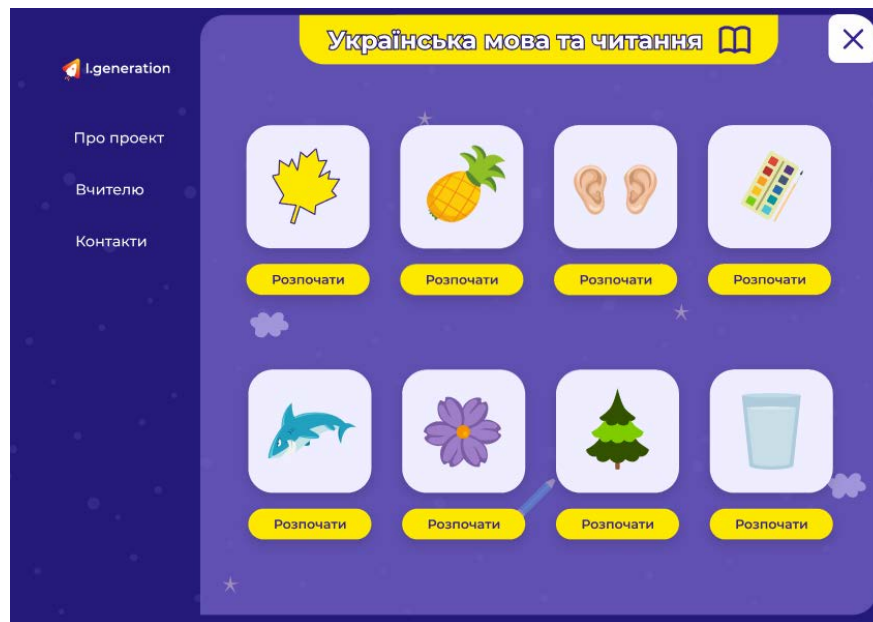 Українська мова та читання
I.generation
Про проект
Вчителю
Контакти
Розпочати
Розпочати
Розпочати
Розпочати
Розпочати
Розпочати
Розпочати
Розпочати